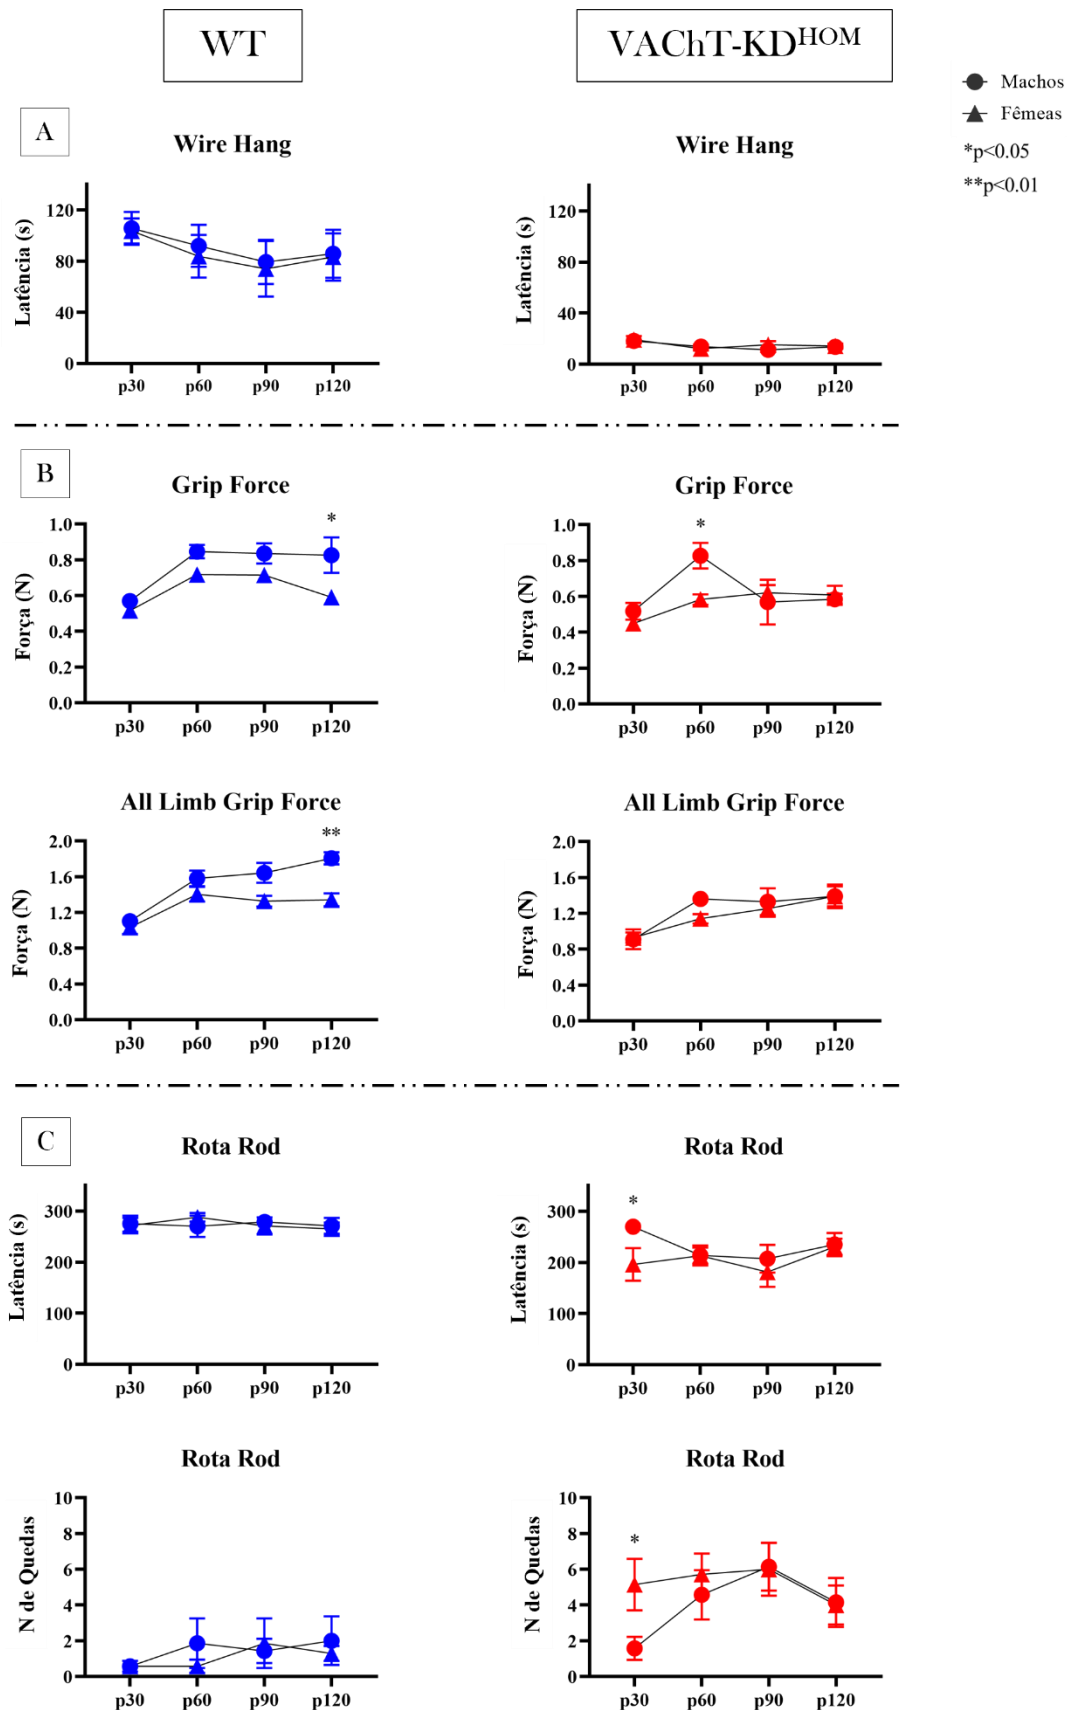 WT
VAChT-KDHOM
Machos
Fêmeas
*p<0.05
**p<0.01
A
Wire Hang
Latência (s)
120
80
40
0
p30 p60 p90 p120
Wire Hang
Latência (s)
120
80
40
0
p30 p60 p90 p120
B
Grip Force
*
Força (N)
1.0
0.8
0.6
0.4
0.2
0.0
p30 p60 p90 p120
Grip Force
*
Força (N)
1.0
0.8
0.6
0.4
0.2
0.0
p30 p60 p90 p120
All Limb Grip Force
**
Força (N)
2.0
1.6
1.2
0.8
0.4
0.0
p30 p60 p90 p120
All Limb Grip Force
Força (N)
2.0
1.6
1.2
0.8
0.4
0.0
p30 p60 p90 p120
C
Rota Rod
Latência (s)
300
200
100
0
p30 p60 p90 p120
Rota Rod
*
Latência (s)
300
200
100
0
p30 p60 p90 p120
Rota Rod
N de Quedas
10
8
6
4
2
0
p30 p60 p90 p120
Rota Rod
*
N de Quedas
10
8
6
4
2
0
p30 p60 p90 p120